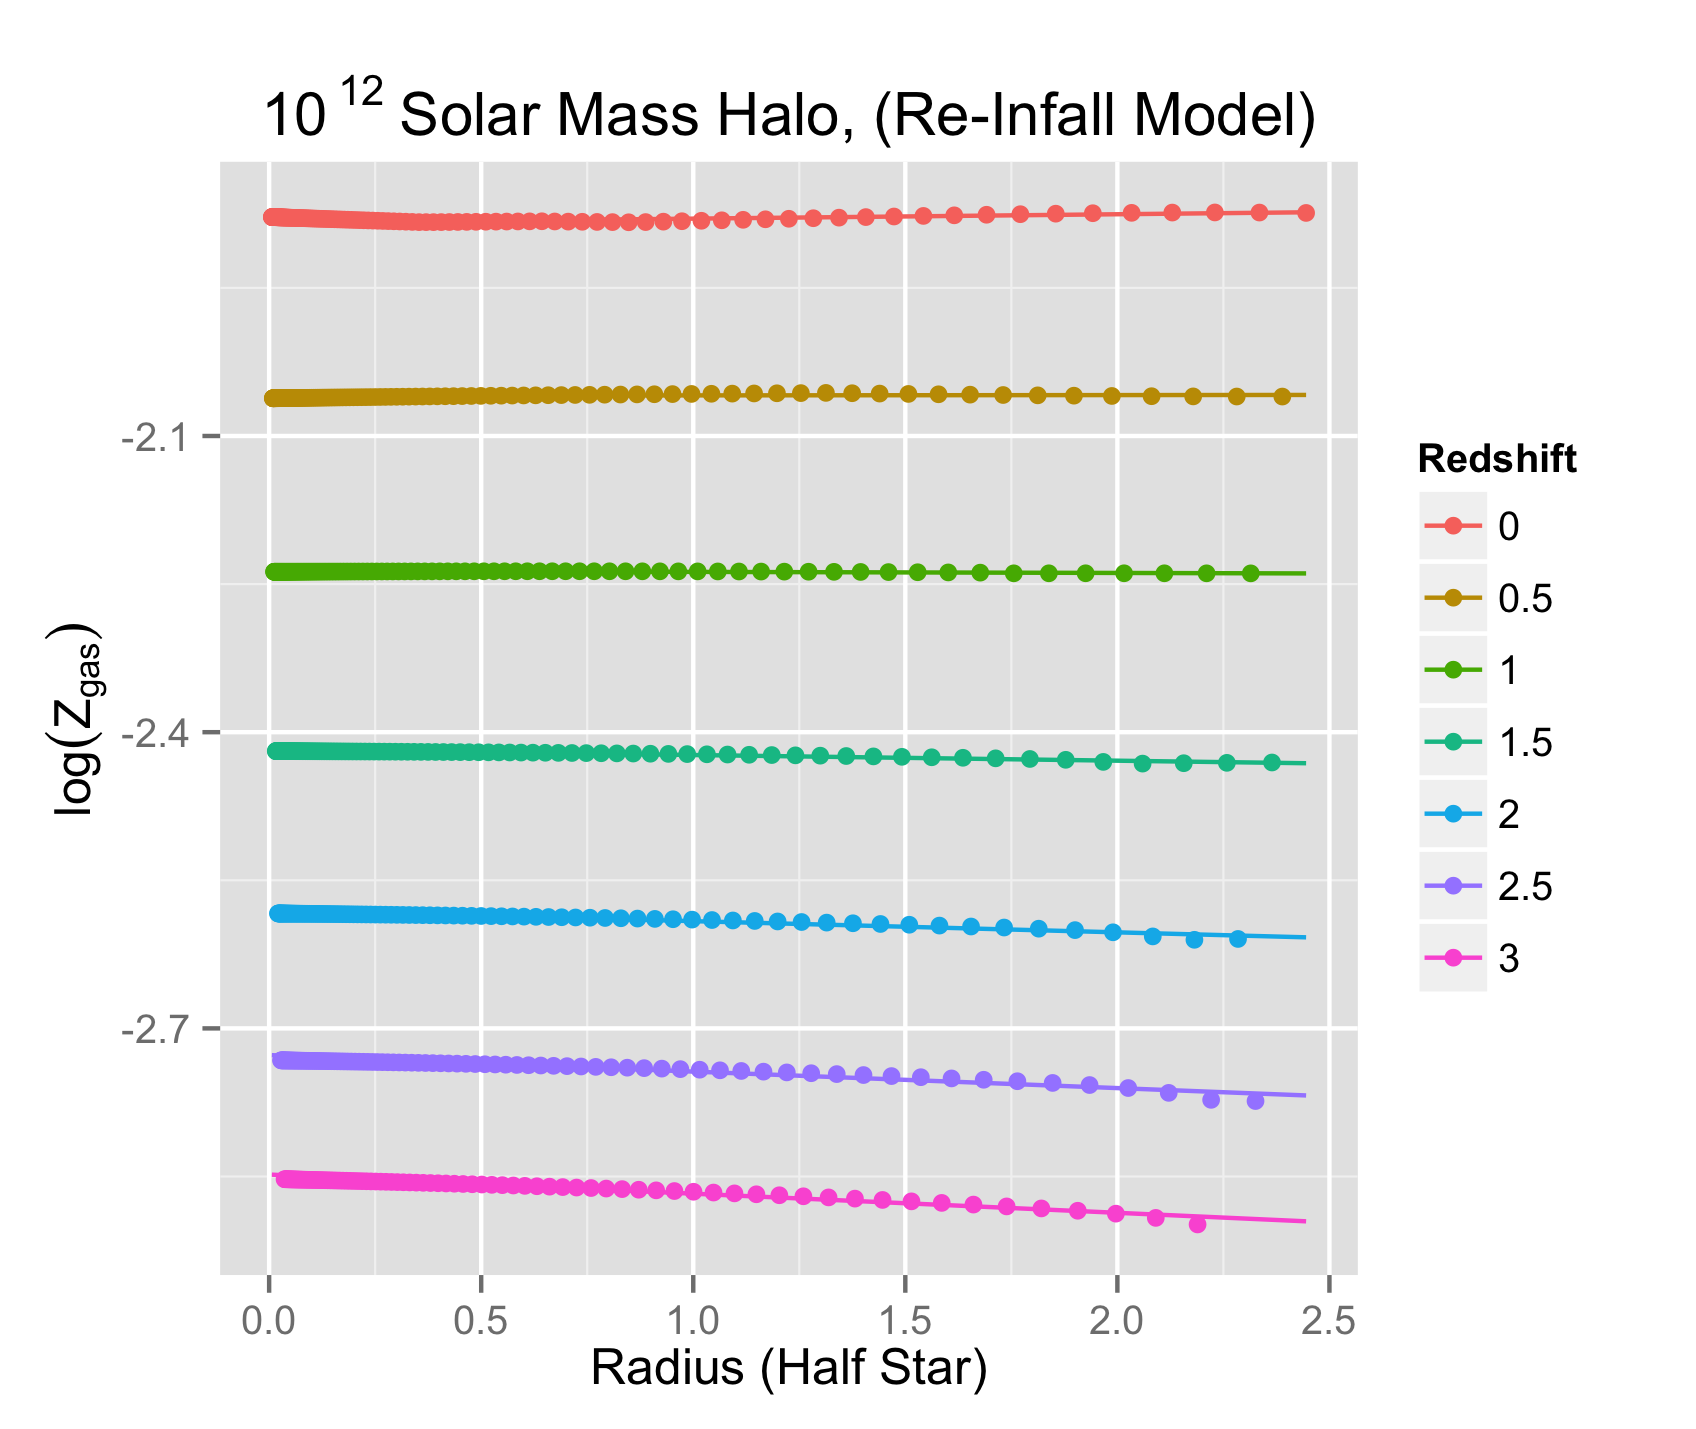 10 12 Solar Mass Halo, (Re-Infall Model)
log(Zgas)
-2.1
-2.4
-2.7
0.0 0.5 1.0 1.5 2.0 2.5
Radius (Half Star)
Redshift
0
0.5
1
1.5
2
2.5
3